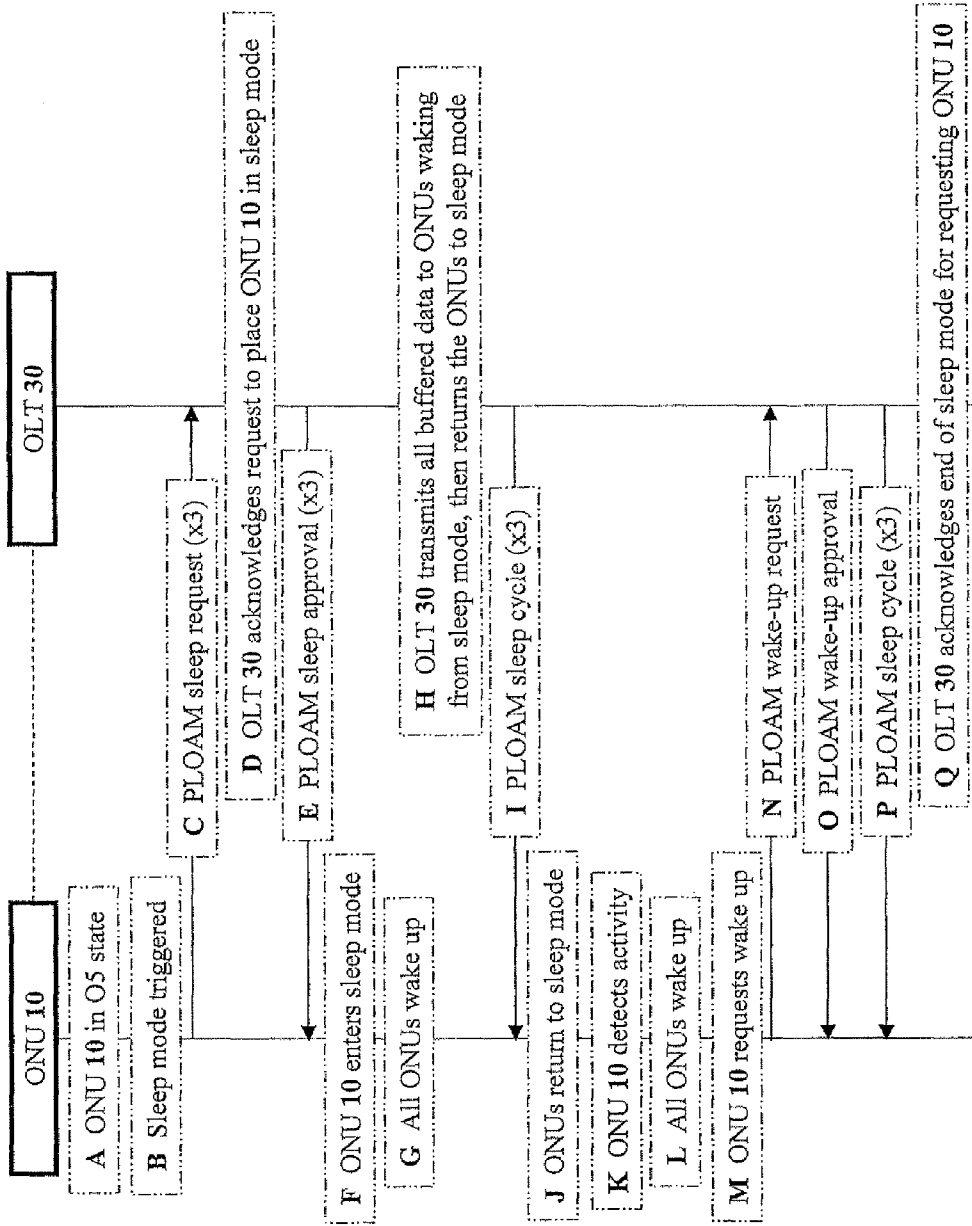 ONU 10
OLT 30
A ONU 10 in O5 state
B Sleep mode triggered
C PLOAM sleep request (x3)
D OLT 30 acknowledges request to place ONU 10 in sleep mode
E PLOAM sleep approval (x3)
F ONU 10 enters sleep mode
G All ONUs wake up
H OLT 30 transmits all buffered data to ONUs waking
from sleep mode, then returns the ONUs to sleep mode
I PLOAM sleep cycle (x3)
J ONUs return to sleep mode
K ONU 10 detects activity
L All ONUs wake up
M ONU 10 requests wake up
N PLOAM wake-up request
O PLOAM wake-up approval
P PLOAM sleep cycle (x3)
Q OLT 30 acknowledges end of sleep mode for requesting ONU 10